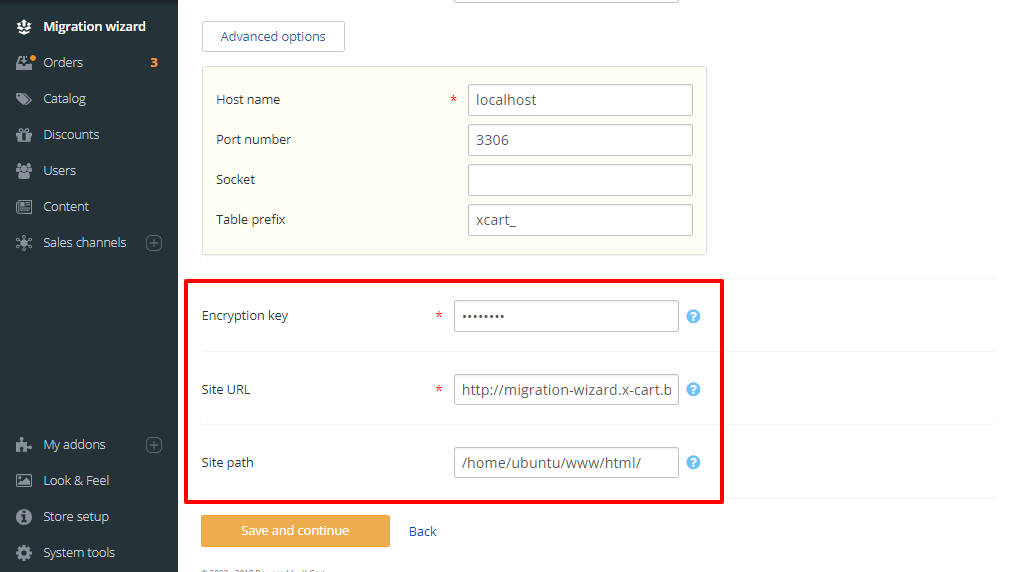 Migration wizard
Orders 3
Catalog
Discounts
Users
Content
Sales channels
My addons
Look & Feel
Store setup
System tools
Advanced options
Host name * localhost
Port number 3306
Socket
Table prefix xcart_
Encryption key * •••••••• ?
Site URL * http://migration-wizard.x-cart.b ?
Site path /home/ubuntu/www/html/ ?
Save and continue Back